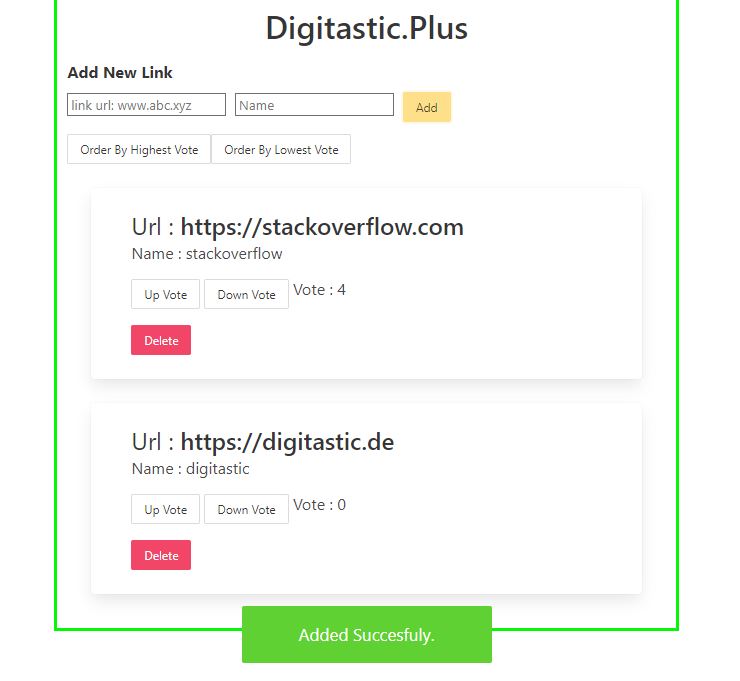 Digitastic.Plus
Add New Link
link url: www.abc.xyz Name Add
Order By Highest Vote Order By Lowest Vote
Url : https://stackoverflow.com
Name : stackoverflow
Up Vote Down Vote Vote : 4
Delete
Url : https://digitastic.de
Name : digitastic
Up Vote Down Vote Vote : 0
Delete
Added Succesfuly.